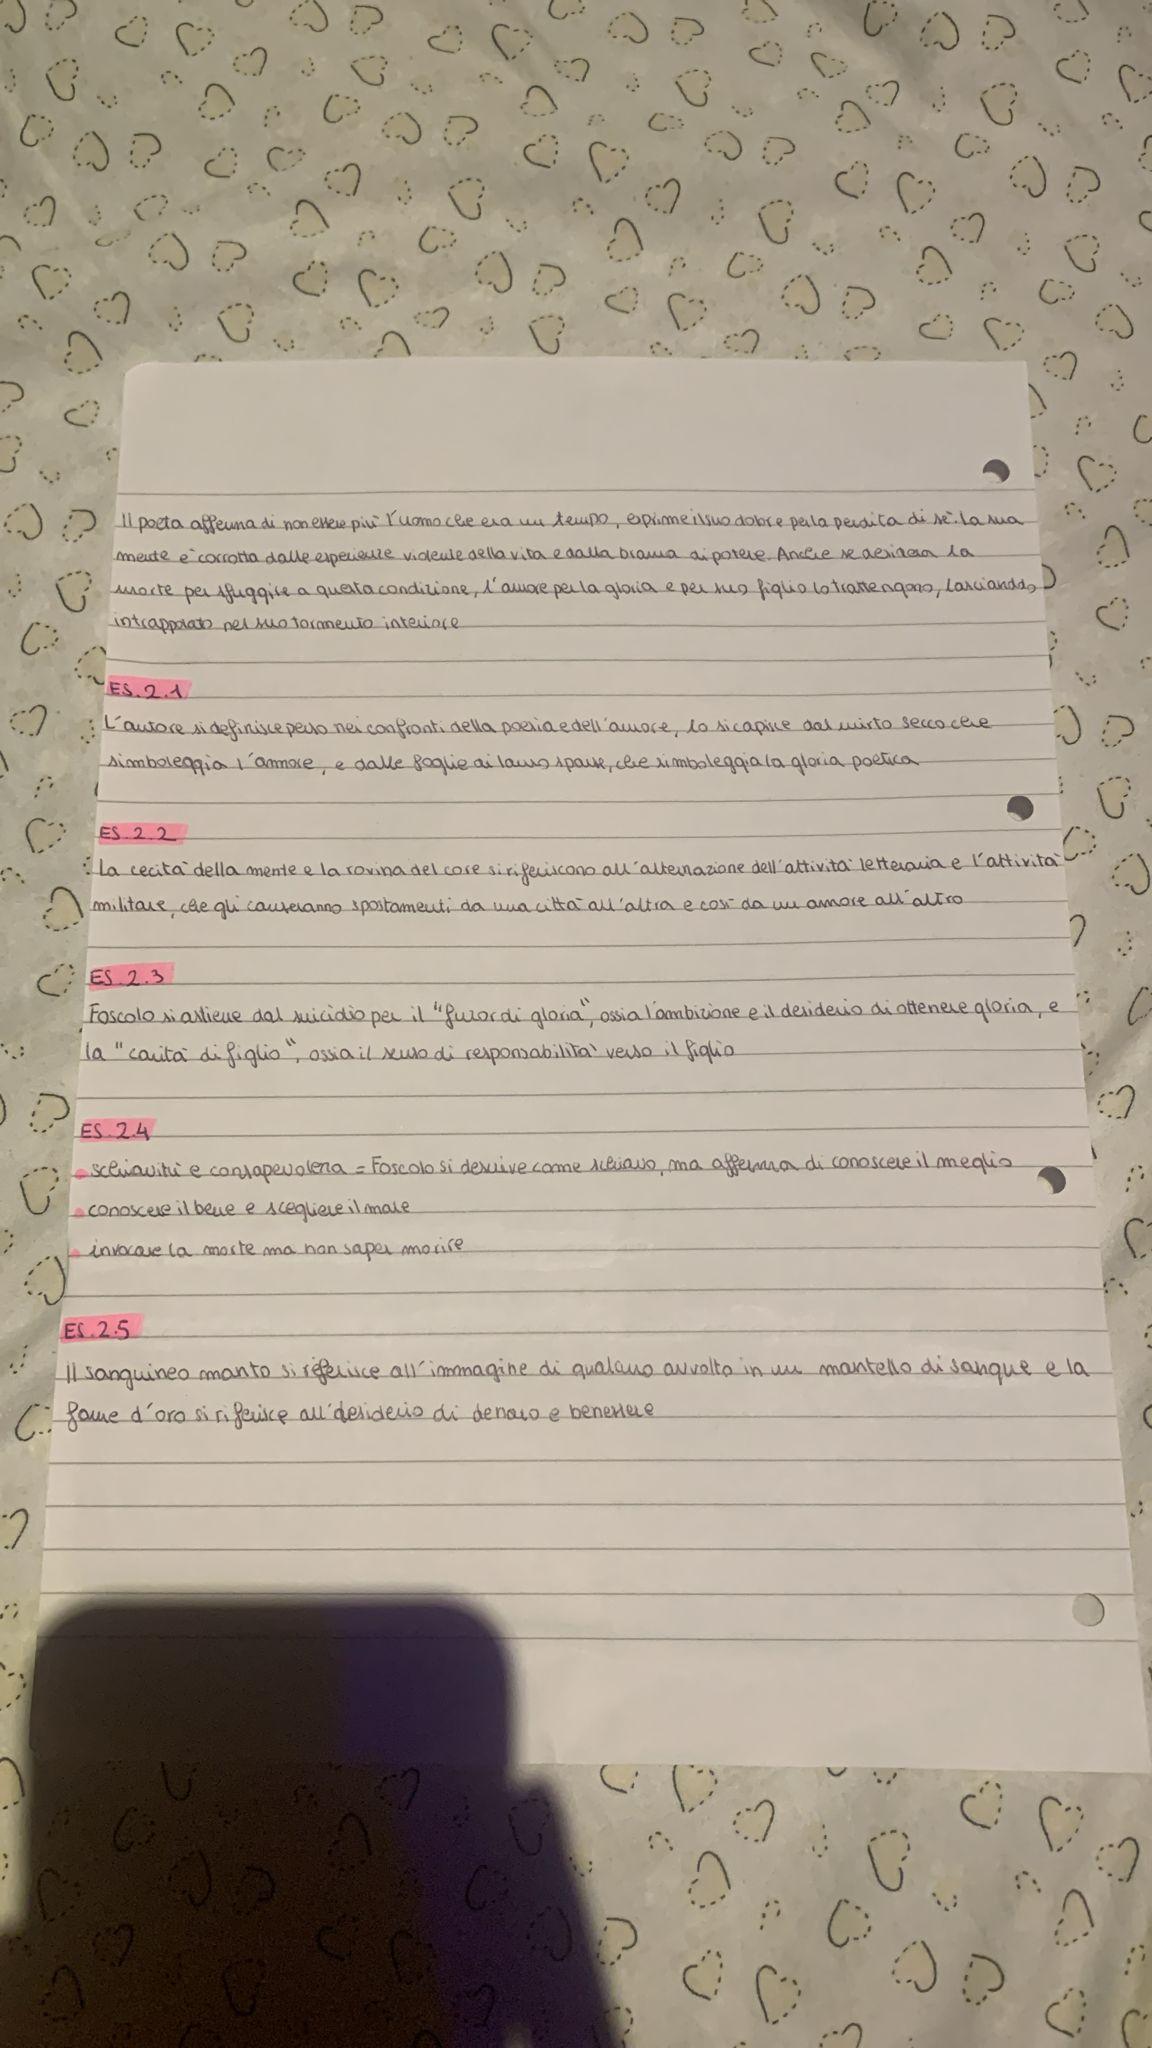 Il poeta afferma di non essere più l'uomo che era un tempo, esprime il suo dolore per la perdita di sè. La sua
mente è corrotta dalle esperienze violente della vita e dalla brama di potere. Anche se desidera la
morte per sfuggire a questa condizione, l'amore per la gloria e per suo figlio lo trattengono, lasciandolo
intrappolato nel suo tormento interiore
ES. 2.1
L'autore si definisce perso nei confronti della poesia e dell'amore, lo si capisce dal mirto secco che
simboleggia l'amore, e dalle foglie di lauro sparse, che simboleggia la gloria poetica
ES. 2.2
La cecità della mente e la rovina del core si riferiscono all'alternazione dell'attività letteraria e l'attività
militare, che gli causeranno spostamenti da una città all'altra e così da un amore all'altro
ES. 2.3
Foscolo si astiene dal suicidio per il "furor di gloria", ossia l'ambizione e il desiderio di ottenere gloria, e
la "carità di figlio", ossia il senso di responsabilità verso il figlio
ES. 2.4
schiavitù e consapevolezza = Foscolo si descrive come schiavo, ma afferma di conoscere il meglio
conoscere il bene e scegliere il male
invocare la morte ma non saper morire
ES. 2.5
Il sanguineo manto si riferisce all'immagine di qualcuno avvolto in un mantello di sangue e la
fame d'oro si riferisce all'desiderio di denaro e benessere